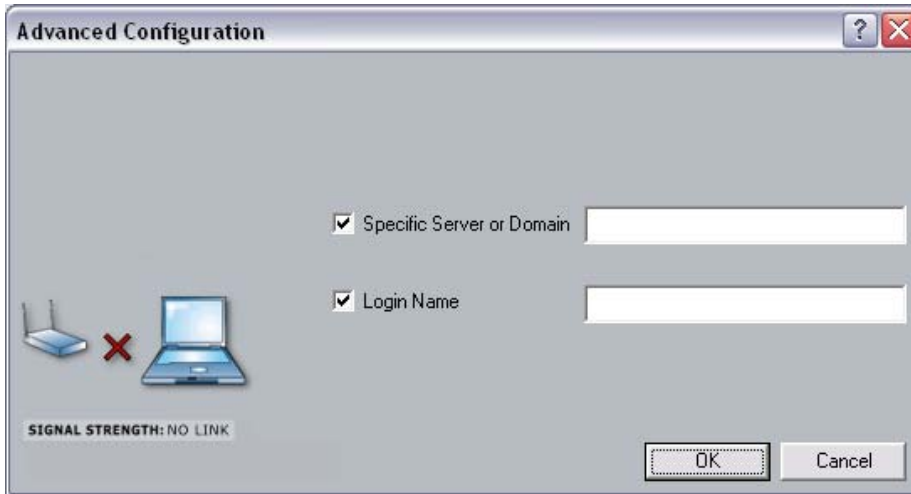 Advanced Configuration
Specific Server or Domain
Login Name
SIGNAL STRENGTH: NO LINK
OK
Cancel